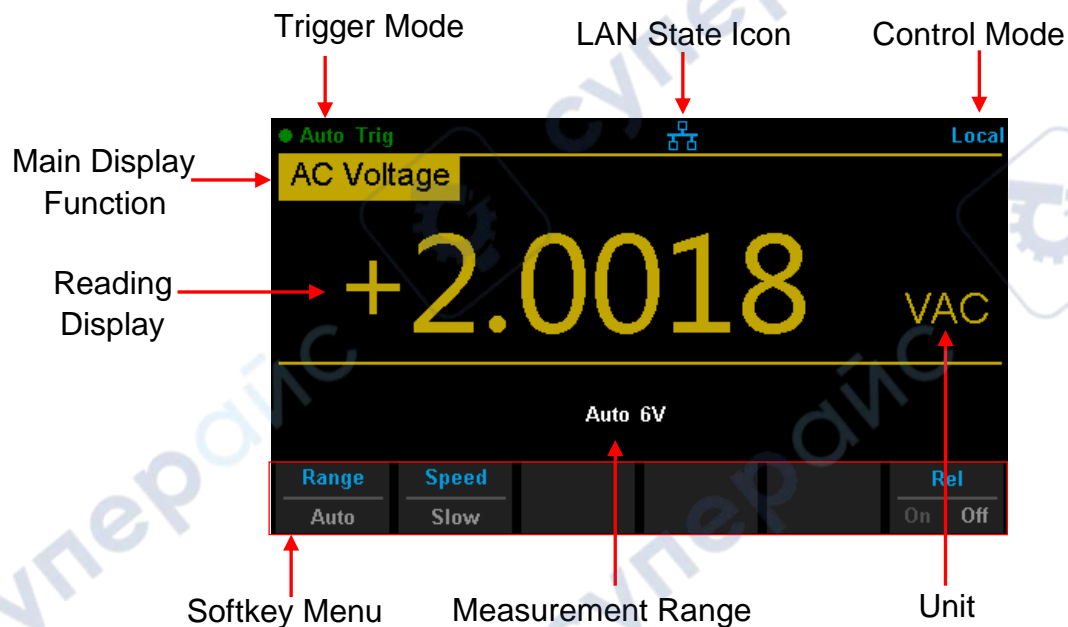 Trigger Mode
LAN State Icon
Control Mode
Auto Trig
Local
Main Display
Function
AC Voltage
Reading
Display
+2.0018
VAC
Auto 6V
Range
Speed
Rel
Auto
Slow
On Off
Softkey Menu
Measurement Range
Unit